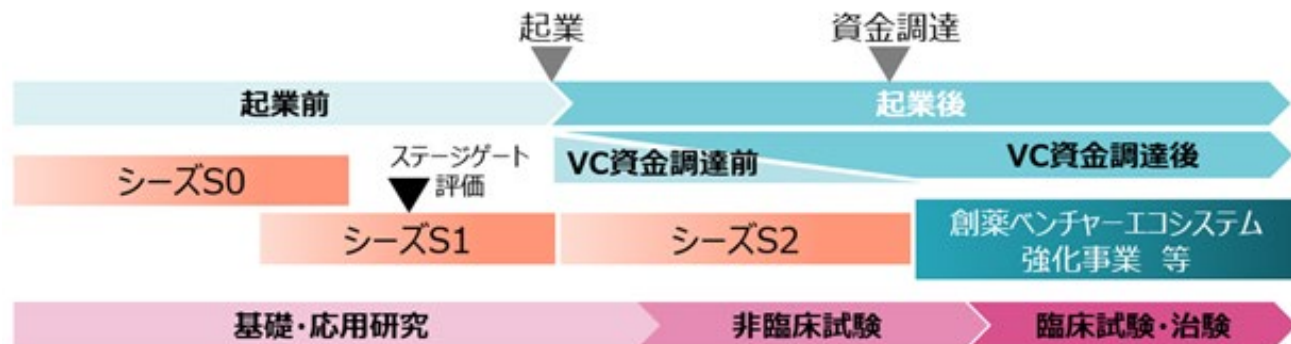 起業
資金調達
起業前
起業後
ステージゲート
評価
VC資金調達前
VC資金調達後
シーズS0
シーズS1
シーズS2
創薬ベンチャーエコシステム
強化事業 等
基礎・応用研究
非臨床試験
臨床試験・治験